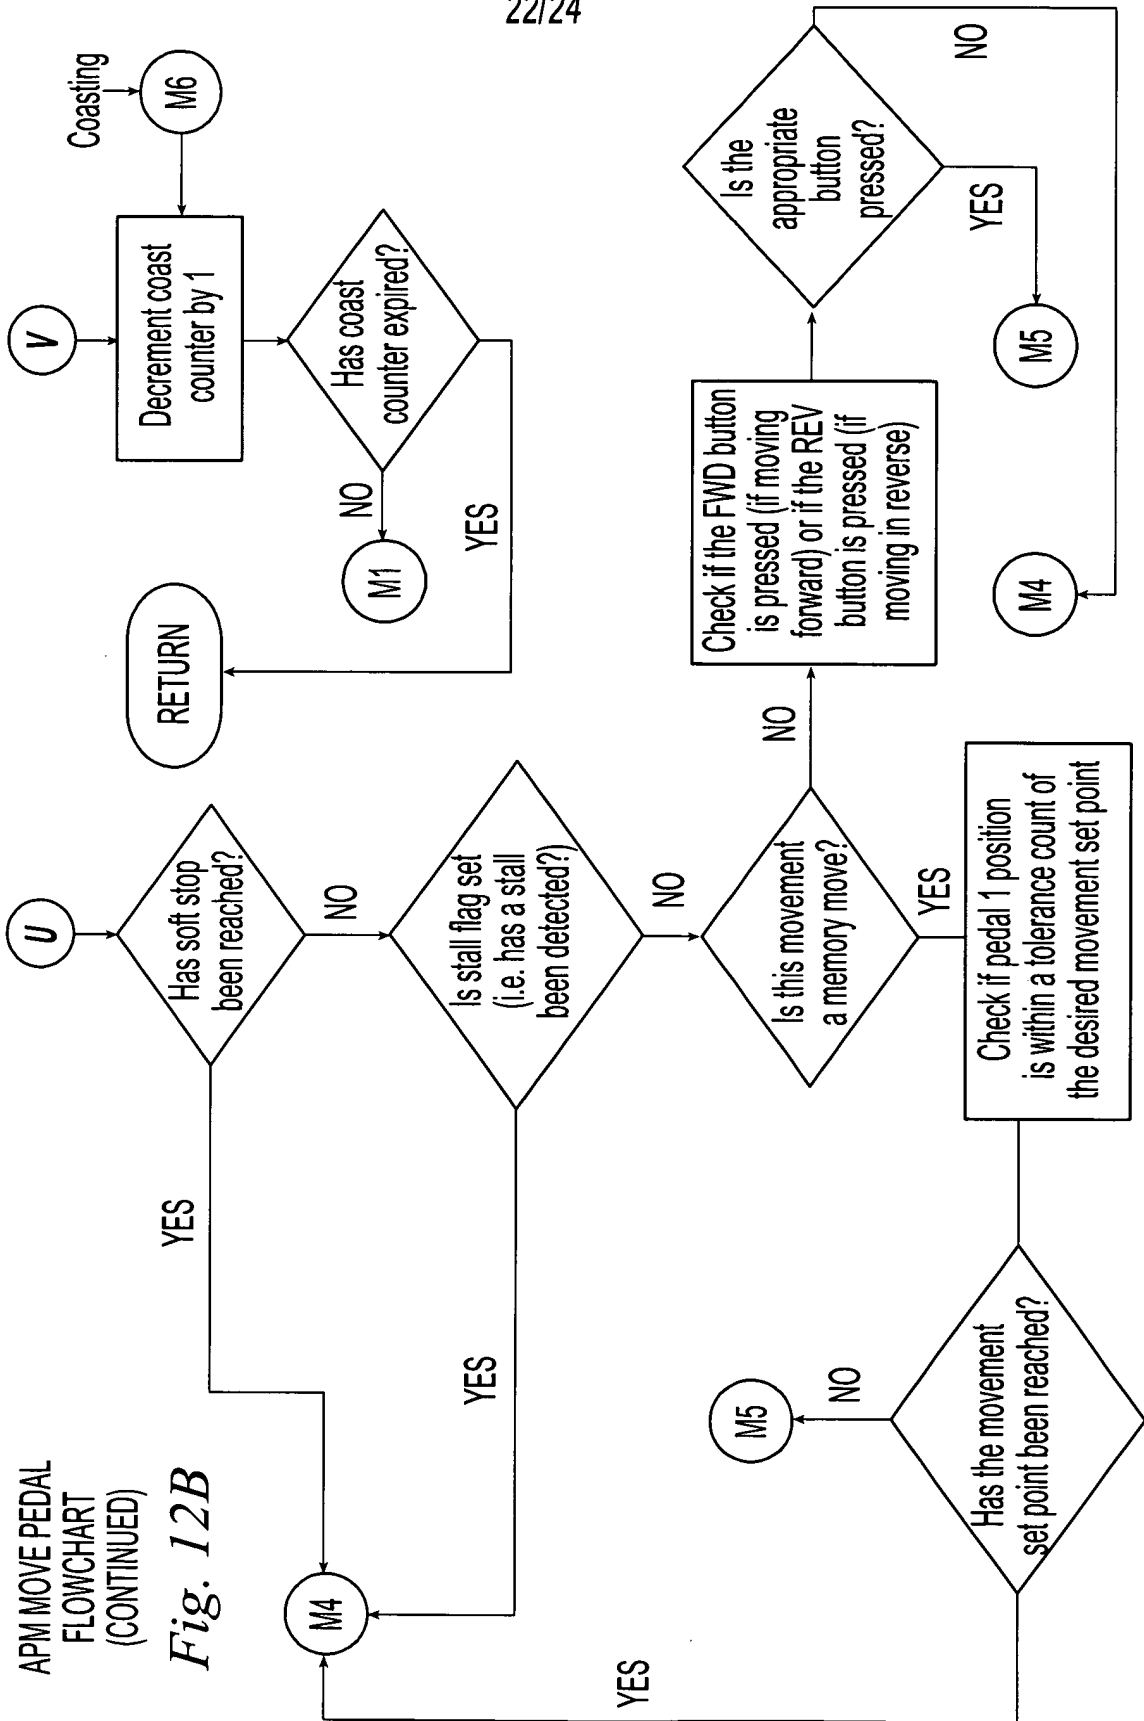 22/24
APM MOVE PEDAL
FLOWCHART
(CONTINUED)
Fig. 12B
U
Has soft stop
been reached?
YES
NO
M4
Is stall flag set
(i.e. has a stall
been detected?)
YES
NO
Is this movement
a memory move?
NO
YES
Check if pedal 1 position
is within a tolerance count of
the desired movement set point
Has the movement
set point been reached?
NO
M5
YES
Check if the FWD button
is pressed (if moving
forward) or if the REV
button is pressed (if
moving in reverse)
Is the
appropriate
button
pressed?
YES
M5
NO
M4
V
Coasting
M6
Decrement coast
counter by 1
Has coast
counter expired?
NO
M1
YES
RETURN